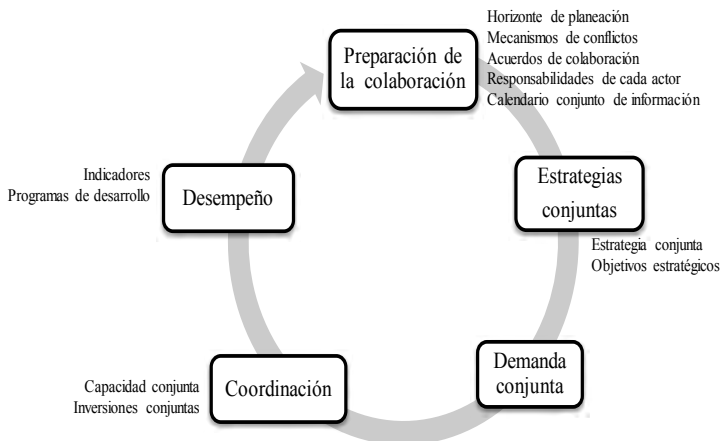 Preparación de
la colaboración
Horizonte de planeación
Mecanismos de conflictos
Acuerdos de colaboración
Responsabilidades de cada actor
Calendario conjunto de información
Estrategias
conjuntas
Estrategia conjunta
Objetivos estratégicos
Demanda
conjunta
Coordinación
Capacidad conjunta
Inversiones conjuntas
Desempeño
Indicadores
Programas de desarrollo